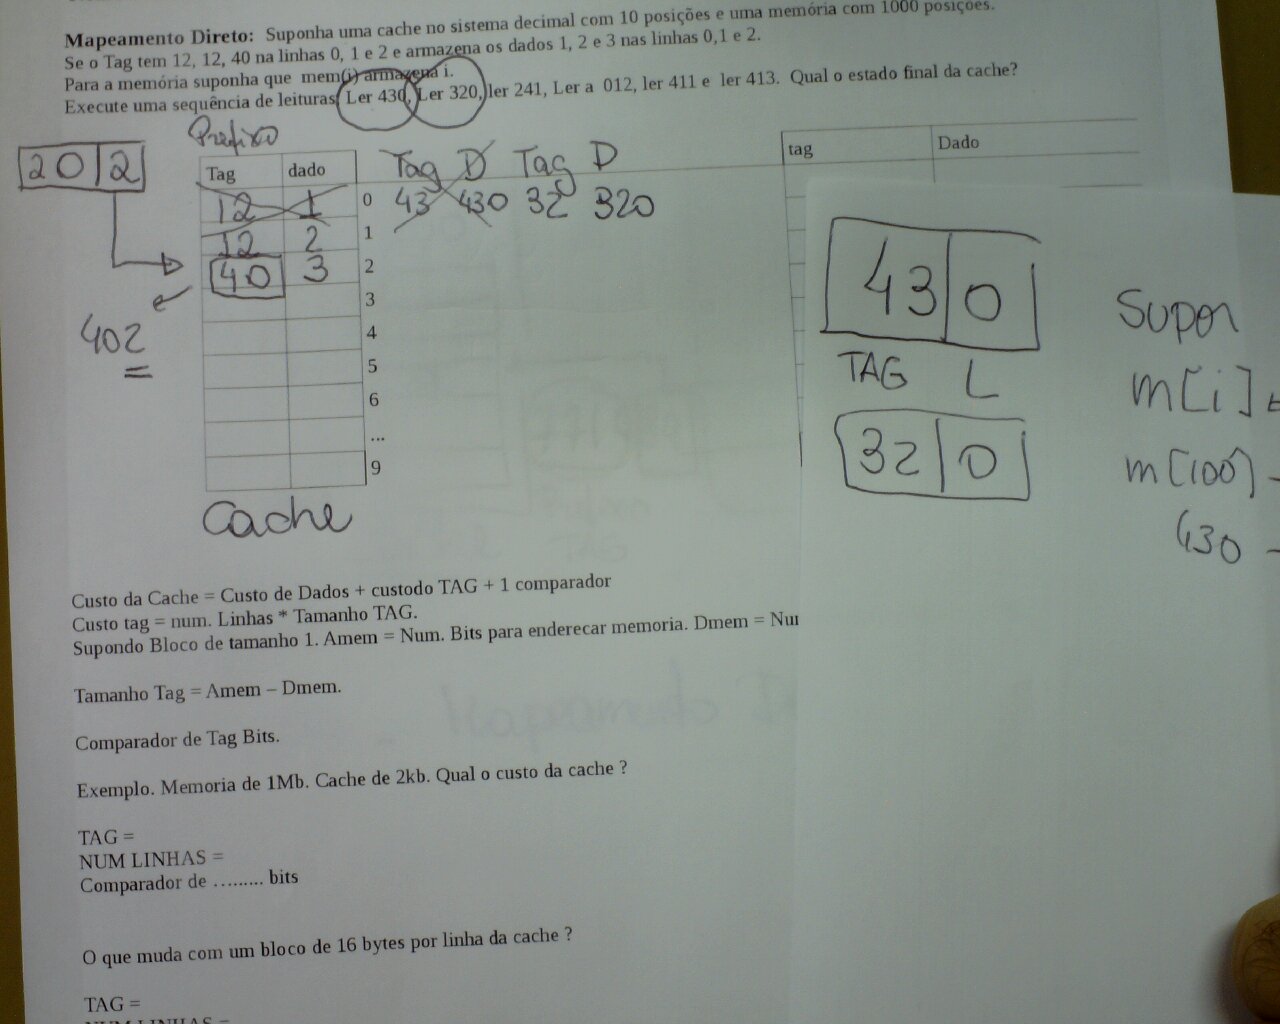 Mapeamento Direto: Suponha uma cache no sistema decimal com 10 posições e uma memória com 1000 posições.
Se o Tag tem 12, 12, 40 na linhas 0, 1 e 2 e armazena os dados 1, 2 e 3 nas linhas 0,1 e 2.
Para a memória suponha que mem(i) armazena i.
Execute uma sequência de leituras Ler 430, Ler 320, ler 241, Ler a 012, ler 411 e ler 413. Qual o estado final da cache?
Prefixo
20 2
Tag dado
12 1 0
12 2 1
40 3 2
3
4
5
6
...
9
Cache
402
Tag D Tag D
43 430 32 320
tag Dado
43 0
TAG L
32 0
Supor
m[i] =
m[100] -
430 -
Custo da Cache = Custo de Dados + custodo TAG + 1 comparador
Custo tag = num. Linhas * Tamanho TAG.
Supondo Bloco de tamanho 1. Amem = Num. Bits para enderecar memoria. Dmem =
Tamanho Tag = Amem – Dmem.
Comparador de Tag Bits.
Exemplo. Memoria de 1Mb. Cache de 2kb. Qual o custo da cache ?
TAG =
NUM LINHAS =
Comparador de ......... bits
O que muda com um bloco de 16 bytes por linha da cache ?
TAG =
NUM LINHAS =